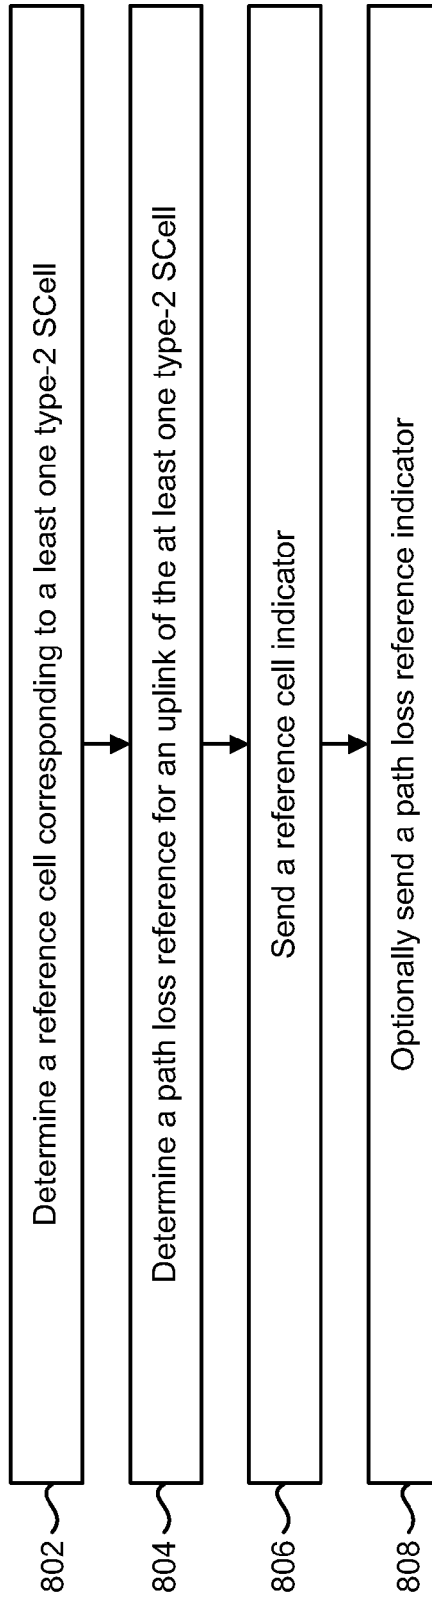 802
Determine a reference cell corresponding to a least one type-2 SCell
804
Determine a path loss reference for an uplink of the at least one type-2 SCell
806
Send a reference cell indicator
808
Optionally send a path loss reference indicator